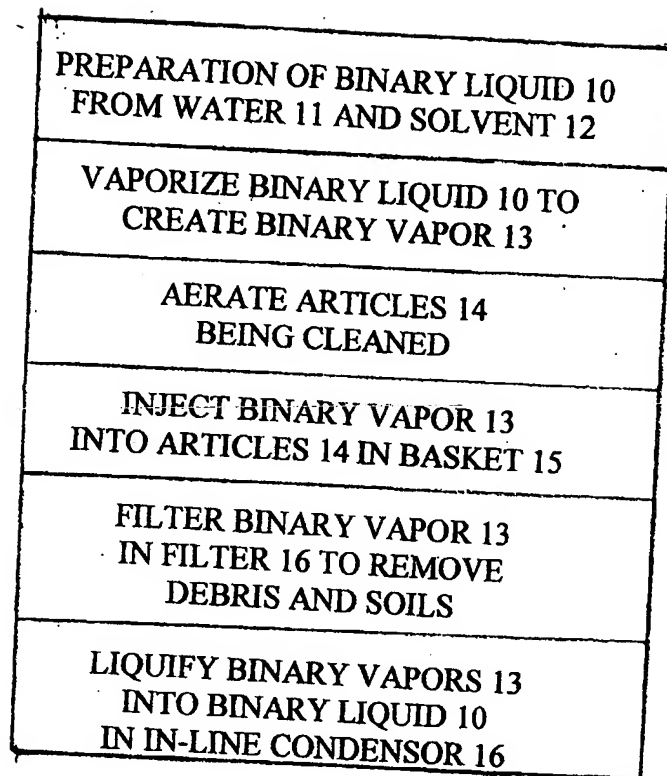 PREPARATION OF BINARY LIQUID 10
FROM WATER 11 AND SOLVENT 12
VAPORIZE BINARY LIQUID 10 TO
CREATE BINARY VAPOR 13
AERATE ARTICLES 14
BEING CLEANED
INJECT BINARY VAPOR 13
INTO ARTICLES 14 IN BASKET 15
FILTER BINARY VAPOR 13
IN FILTER 16 TO REMOVE
DEBRIS AND SOILS
LIQUIFY BINARY VAPORS 13
INTO BINARY LIQUID 10
IN IN-LINE CONDENSOR 16